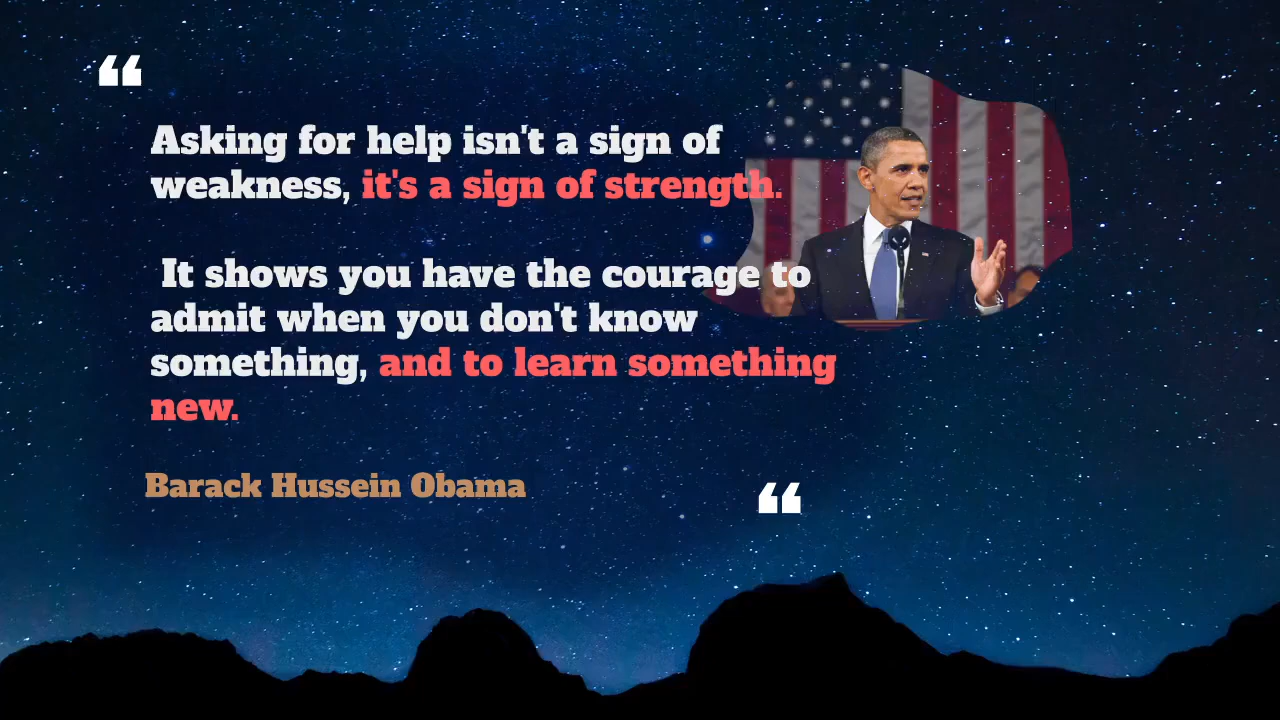 ❝
Asking for help isn't a sign of
weakness, it's a sign of strength.
It shows you have the courage to
admit when you don't know
something, and to learn something
new.
Barack Hussein Obama
❝